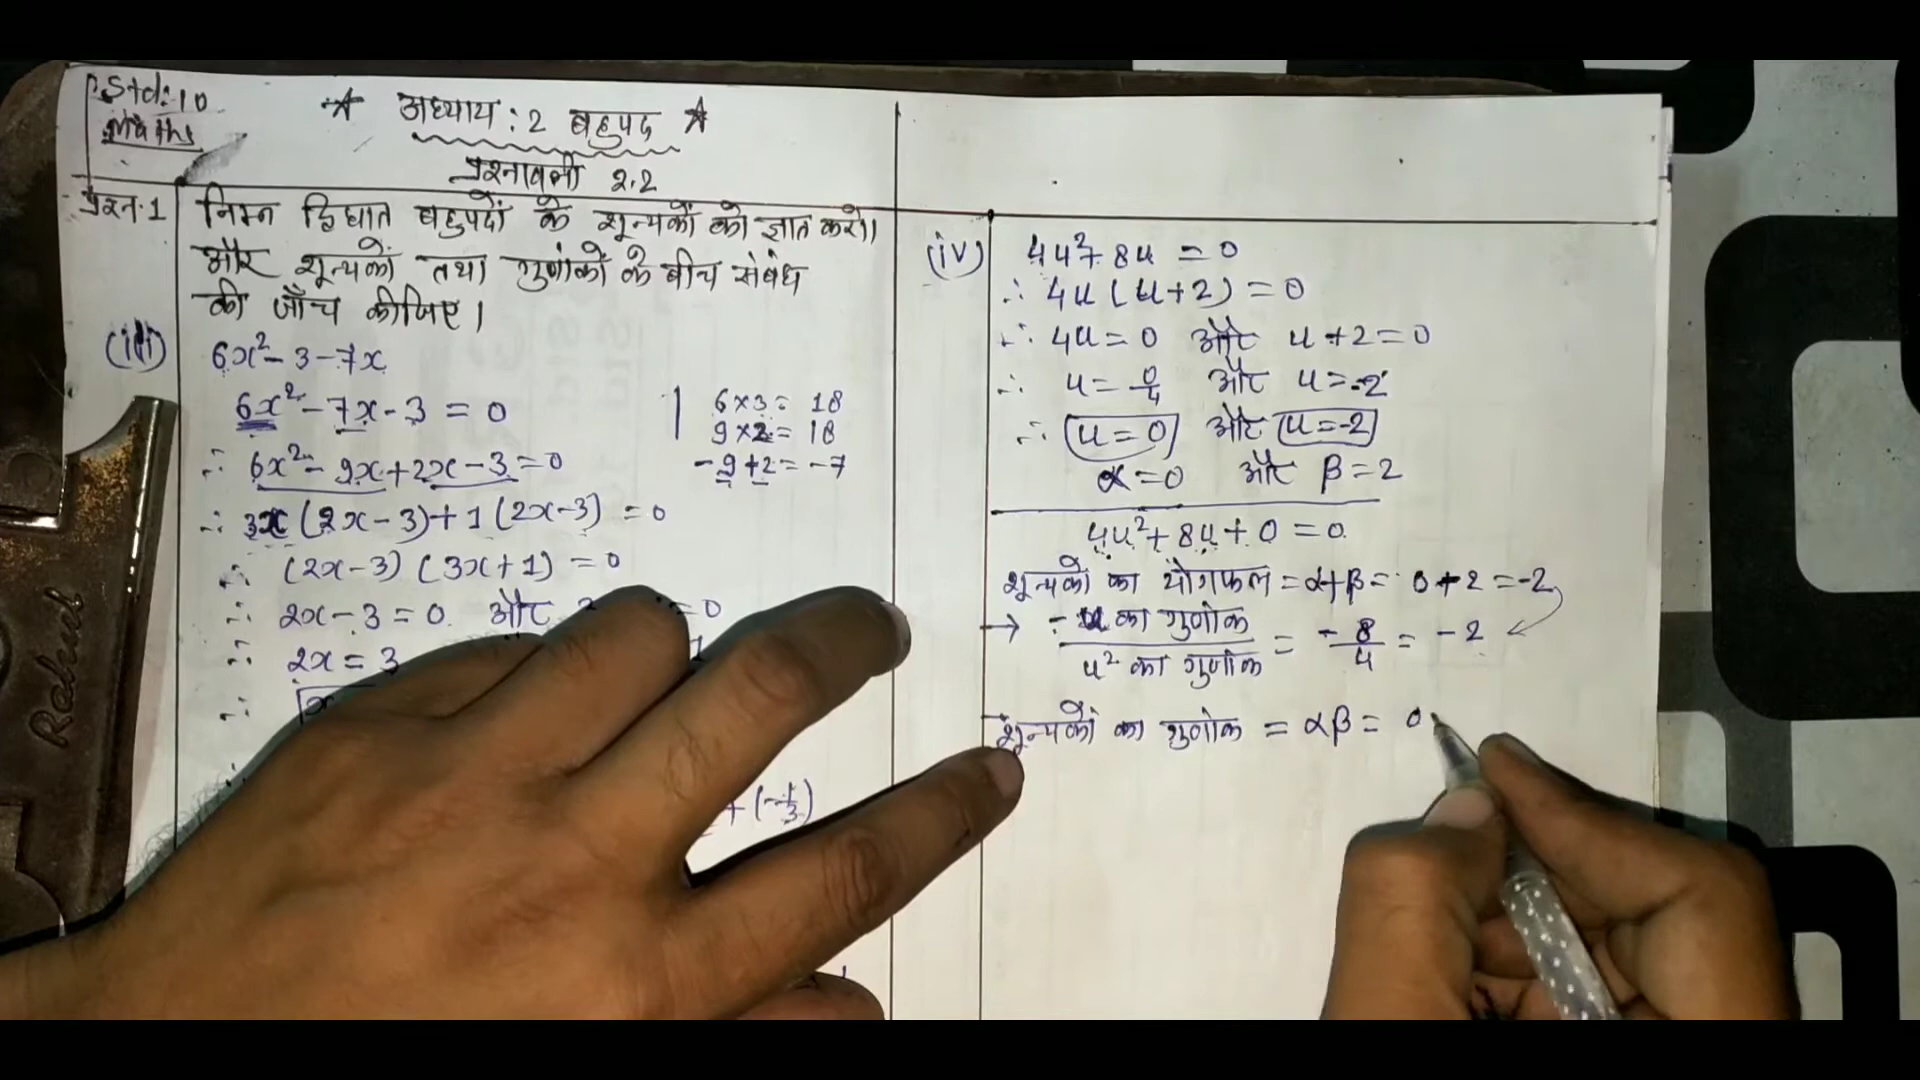 Std: 10
Maths
★ अध्याय : 2 बहुपद ★
प्रश्नावली 2.2
प्रश्न.1 निम्न द्विघात बहुपदों के शून्यकों को ज्ञात करो।
और शून्यकों तथा गुणांकों के बीच संबंध
की जाँच कीजिए।
(iii) 6x² - 3 - 7x
6x² - 7x - 3 = 0
6 × 3 = 18
9 × 2 = 18
- 9 + 2 = - 7
∴ 6x² - 9x + 2x - 3 = 0
∴ 3x (2x - 3) + 1 (2x - 3) = 0
∴ (2x - 3) (3x + 1) = 0
∴ 2x - 3 = 0 और = 0
∴ 2x = 3
∴ x
+ (-1/3)
(iv) 4u² + 8u = 0
∴ 4u (u + 2) = 0
∴ 4u = 0 और u + 2 = 0
∴ u = 0/4 और u = -2
∴ u = 0 और u = -2
α = 0 और β = 2
4u² + 8u + 0 = 0
शून्यकों का योगफल = α + β = 0 + 2 = -2
→ - u का गुणांक / u² का गुणांक = - 8/4 = - 2
→ शून्यकों का गुणांक = αβ = 0
Rahul